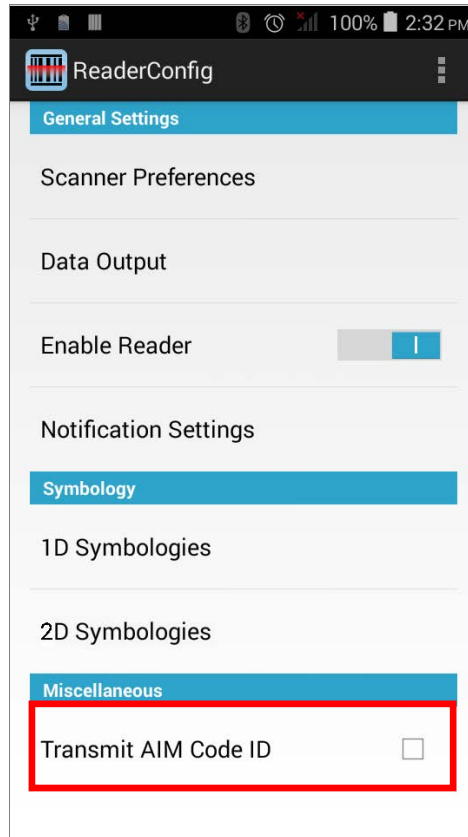 100% 2:32 PM
ReaderConfig
General Settings
Scanner Preferences
Data Output
Enable Reader
Notification Settings
Symbology
1D Symbologies
2D Symbologies
Miscellaneous
Transmit AIM Code ID